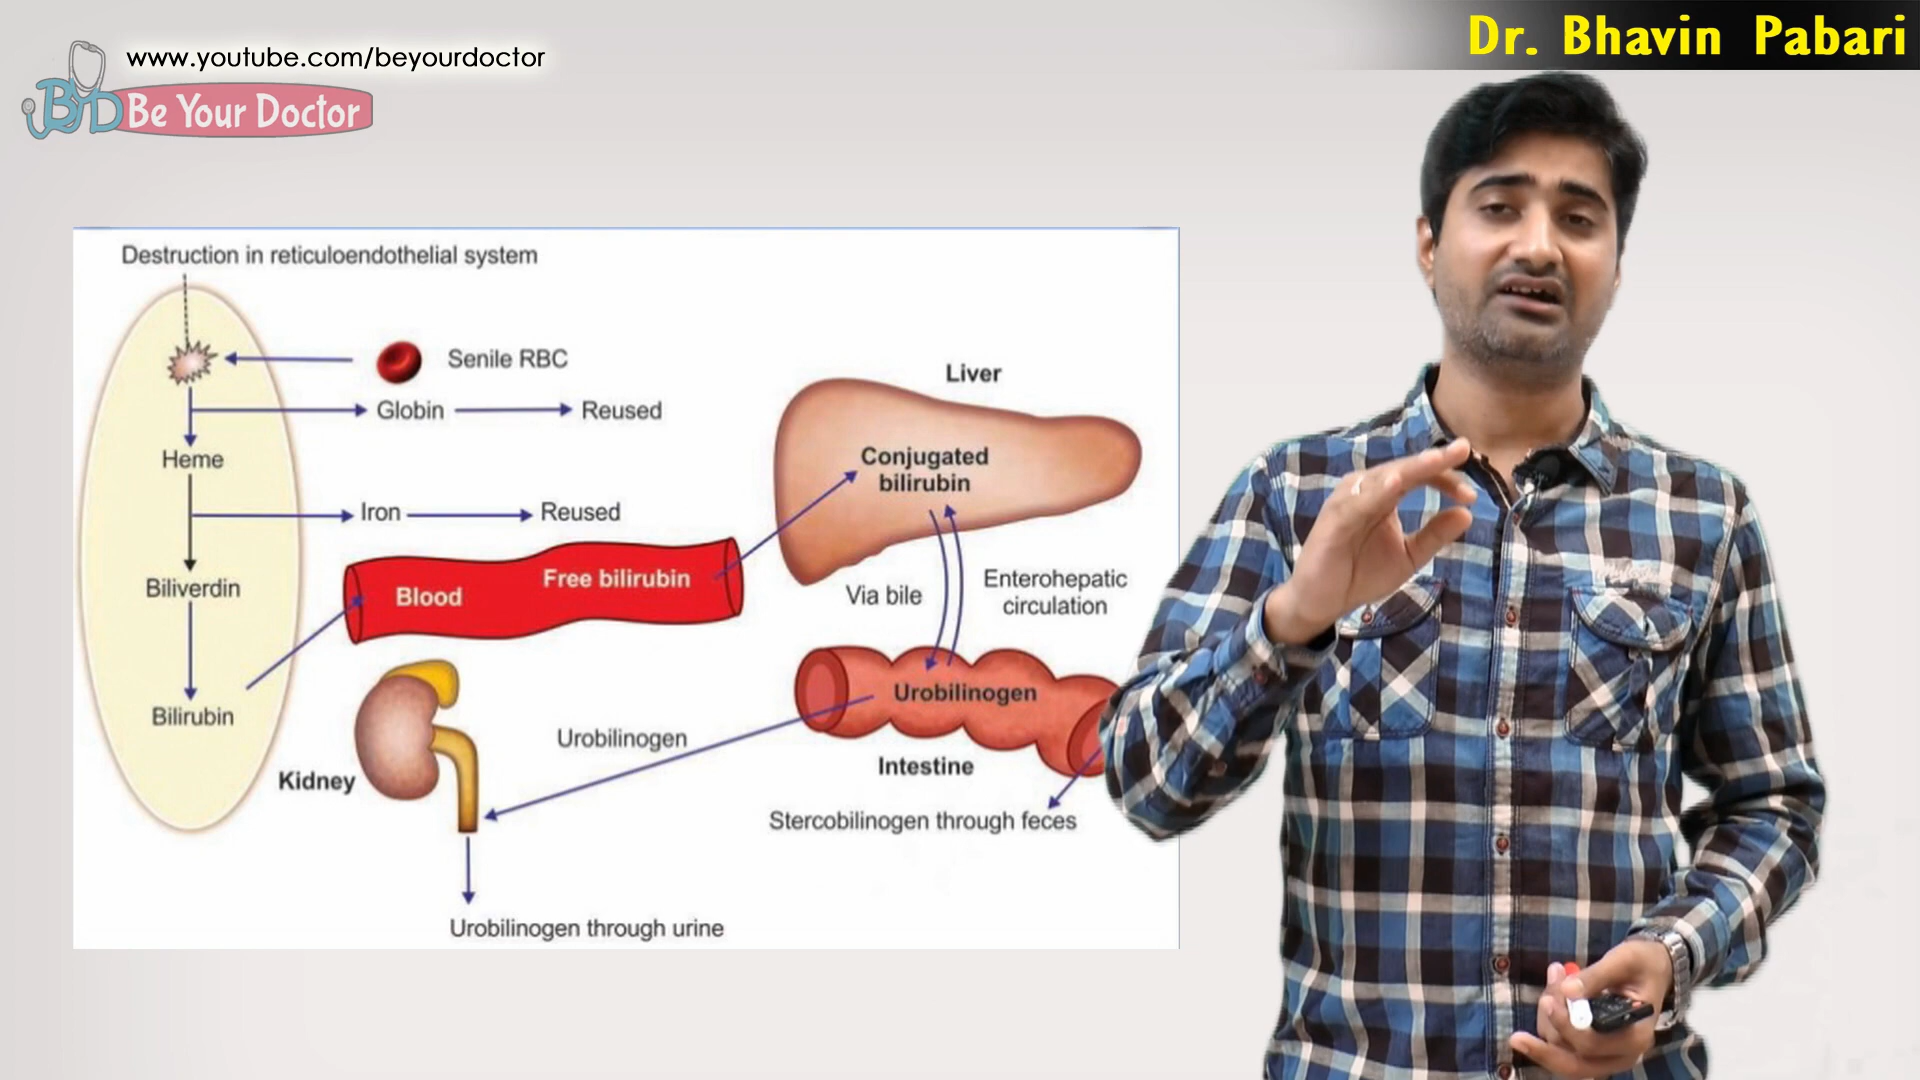 Dr. Bhavin Pabari
www.youtube.com/beyourdoctor
BYD Be Your Doctor
Destruction in reticuloendothelial system
Senile RBC
Globin
Reused
Heme
Iron
Reused
Biliverdin
Bilirubin
Blood
Free bilirubin
Liver
Conjugated
bilirubin
Via bile
Enterohepatic
circulation
Urobilinogen
Intestine
Urobilinogen
Kidney
Stercobilinogen through feces
Urobilinogen through urine